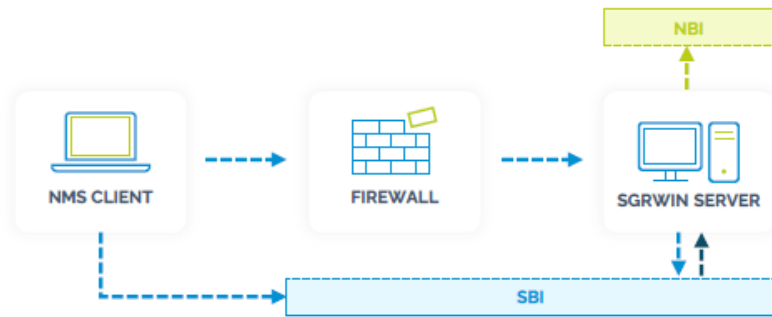 NBI
NMS CLIENT
FIREWALL
SGRWIN SERVER
SBI